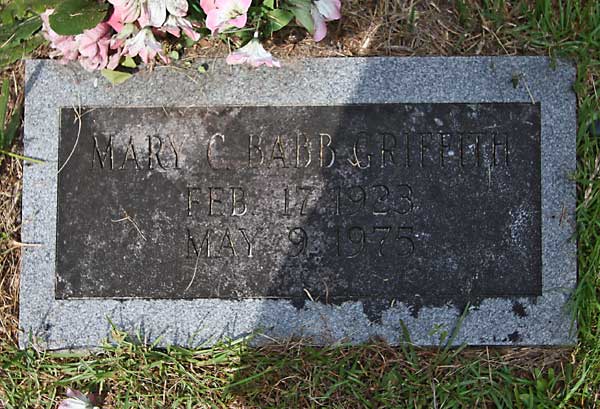 MARY C. BABB GRIFFITH
FEB. 17 1923
MAY 9 1975